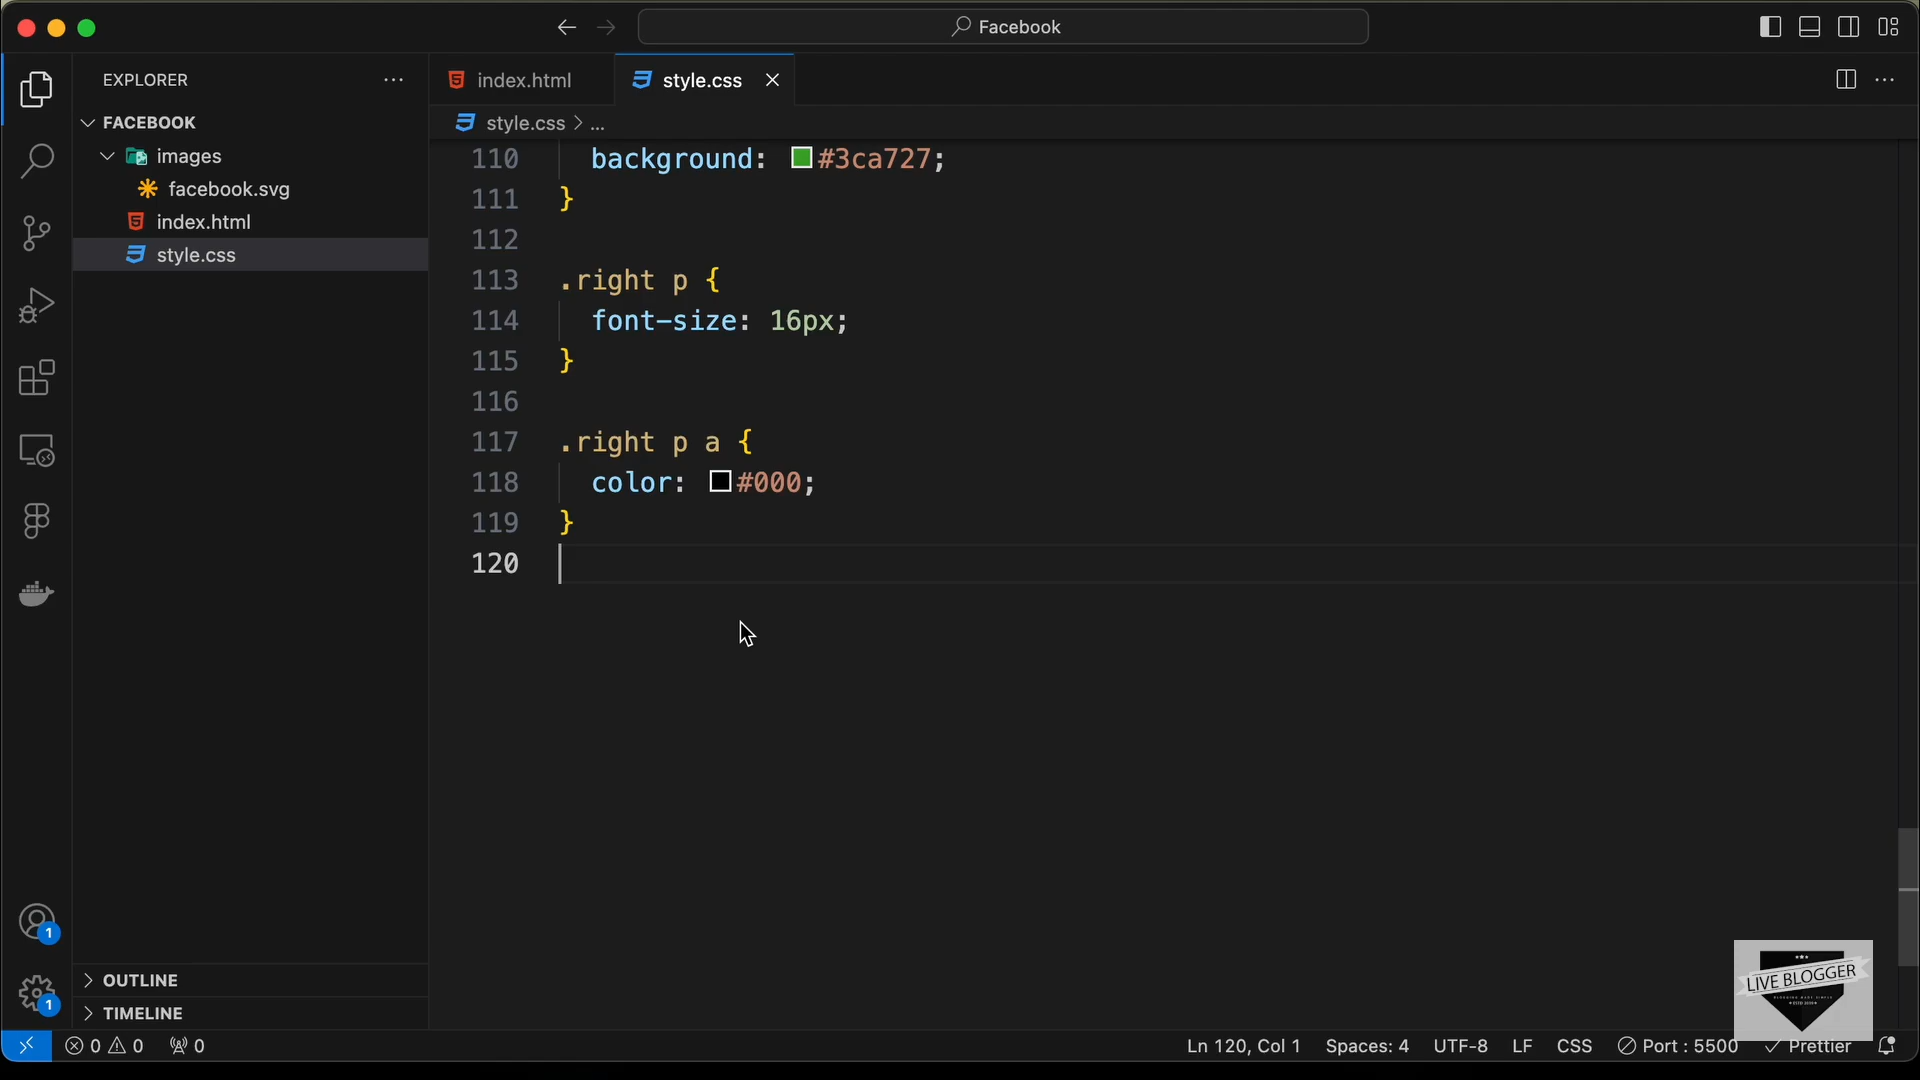 Facebook
EXPLORER
FACEBOOK
images
facebook.svg
index.html
style.css
index.html
style.css
style.css > ...
110 background: #3ca727;
111 }
112
113 .right p {
114 font-size: 16px;
115 }
116
117 .right p a {
118 color: #000;
119 }
120
1
1
OUTLINE
TIMELINE
0 0 0
Ln 120, Col 1 Spaces: 4 UTF-8 LF CSS Port : 5500 Prettier
LIVE BLOGGER